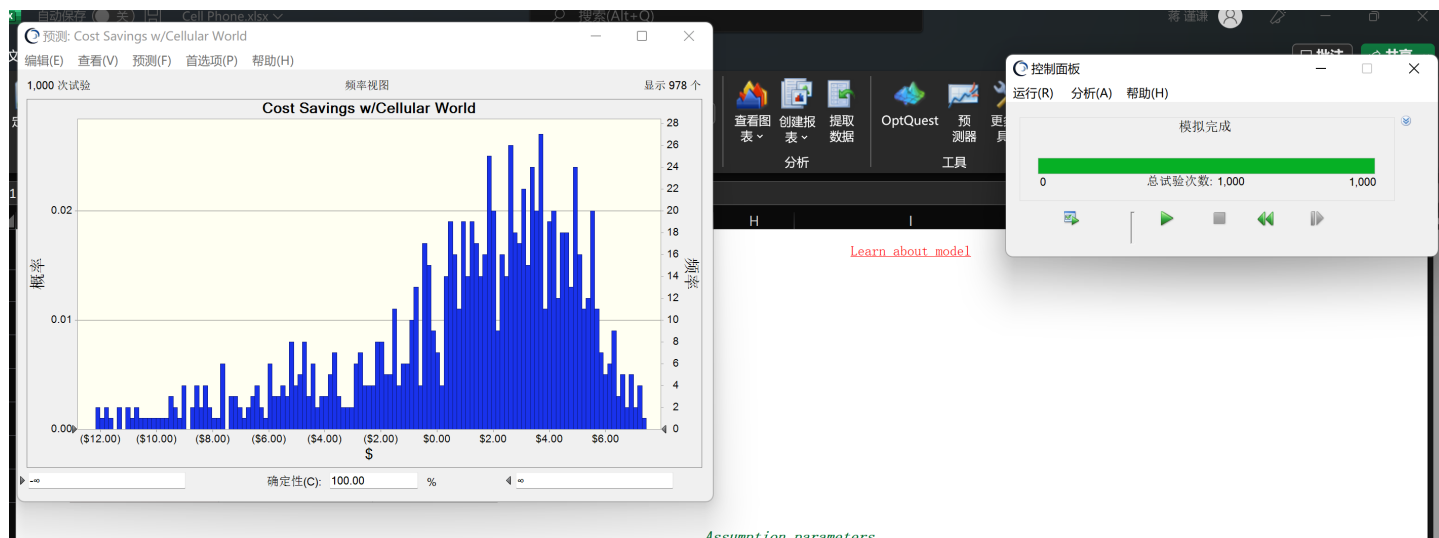 自动保存 关 Cell Phone.xlsx 搜索(Alt+Q) 蒋 谨谦
预测: Cost Savings w/Cellular World
编辑(E) 查看(V) 预测(F) 首选项(P) 帮助(H)
1,000 次试验 频率视图 显示 978 个
Cost Savings w/Cellular World
28
26
24
22
0.02 20
18
16
概率 频率
14
12
0.01 10
8
6
4
2
0.00 0
($12.00) ($10.00) ($8.00) ($6.00) ($4.00) ($2.00) $0.00 $2.00 $4.00 $6.00
$
-∞ 确定性(C): 100.00 % ∞
批注 共享
查看图表 创建报表 提取数据 OptQuest 预测器
分析 工具
H I
Learn about model
控制面板
运行(R) 分析(A) 帮助(H)
模拟完成
0 总试验次数: 1,000 1,000
Assumption parameters